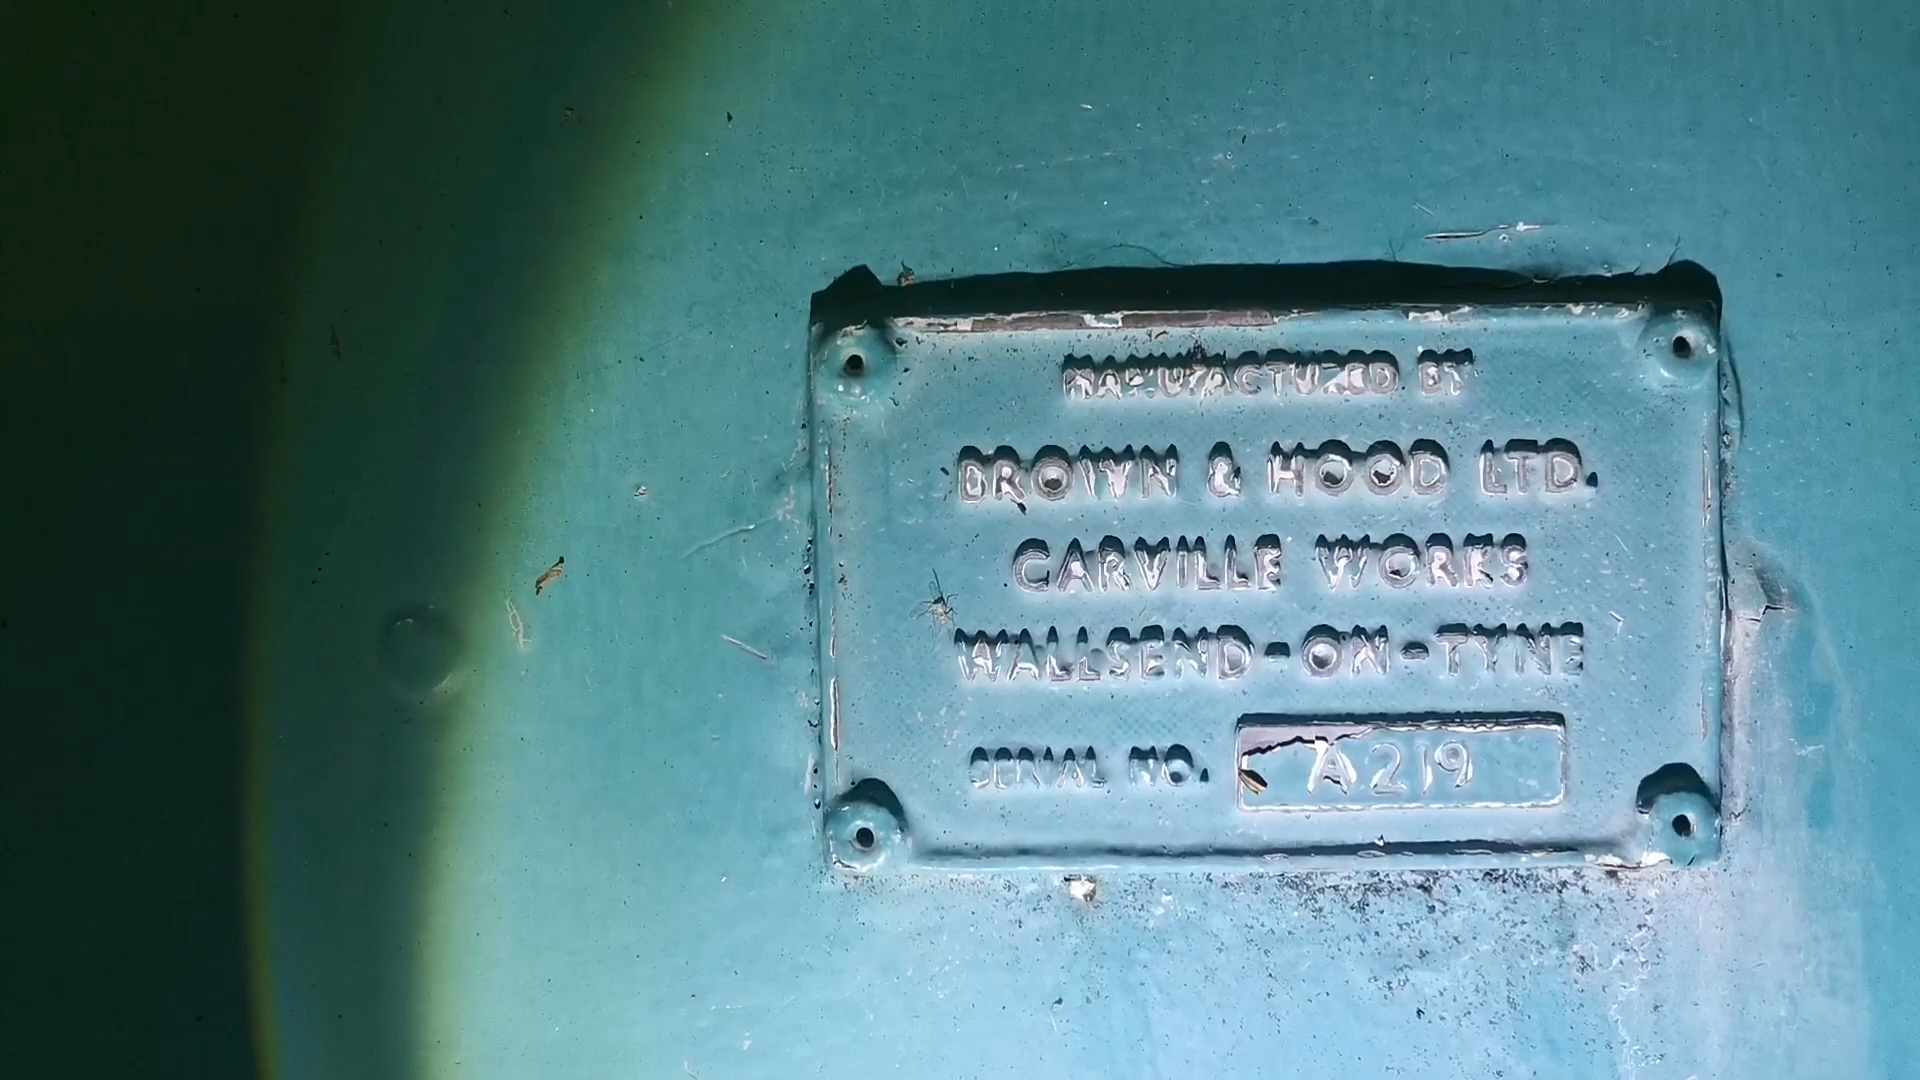 MANUFACTURED BY
BROWN & HOOD LTD.
CARVILLE WORKS
WALLSEND-ON-TYNE
SERIAL NO. A219